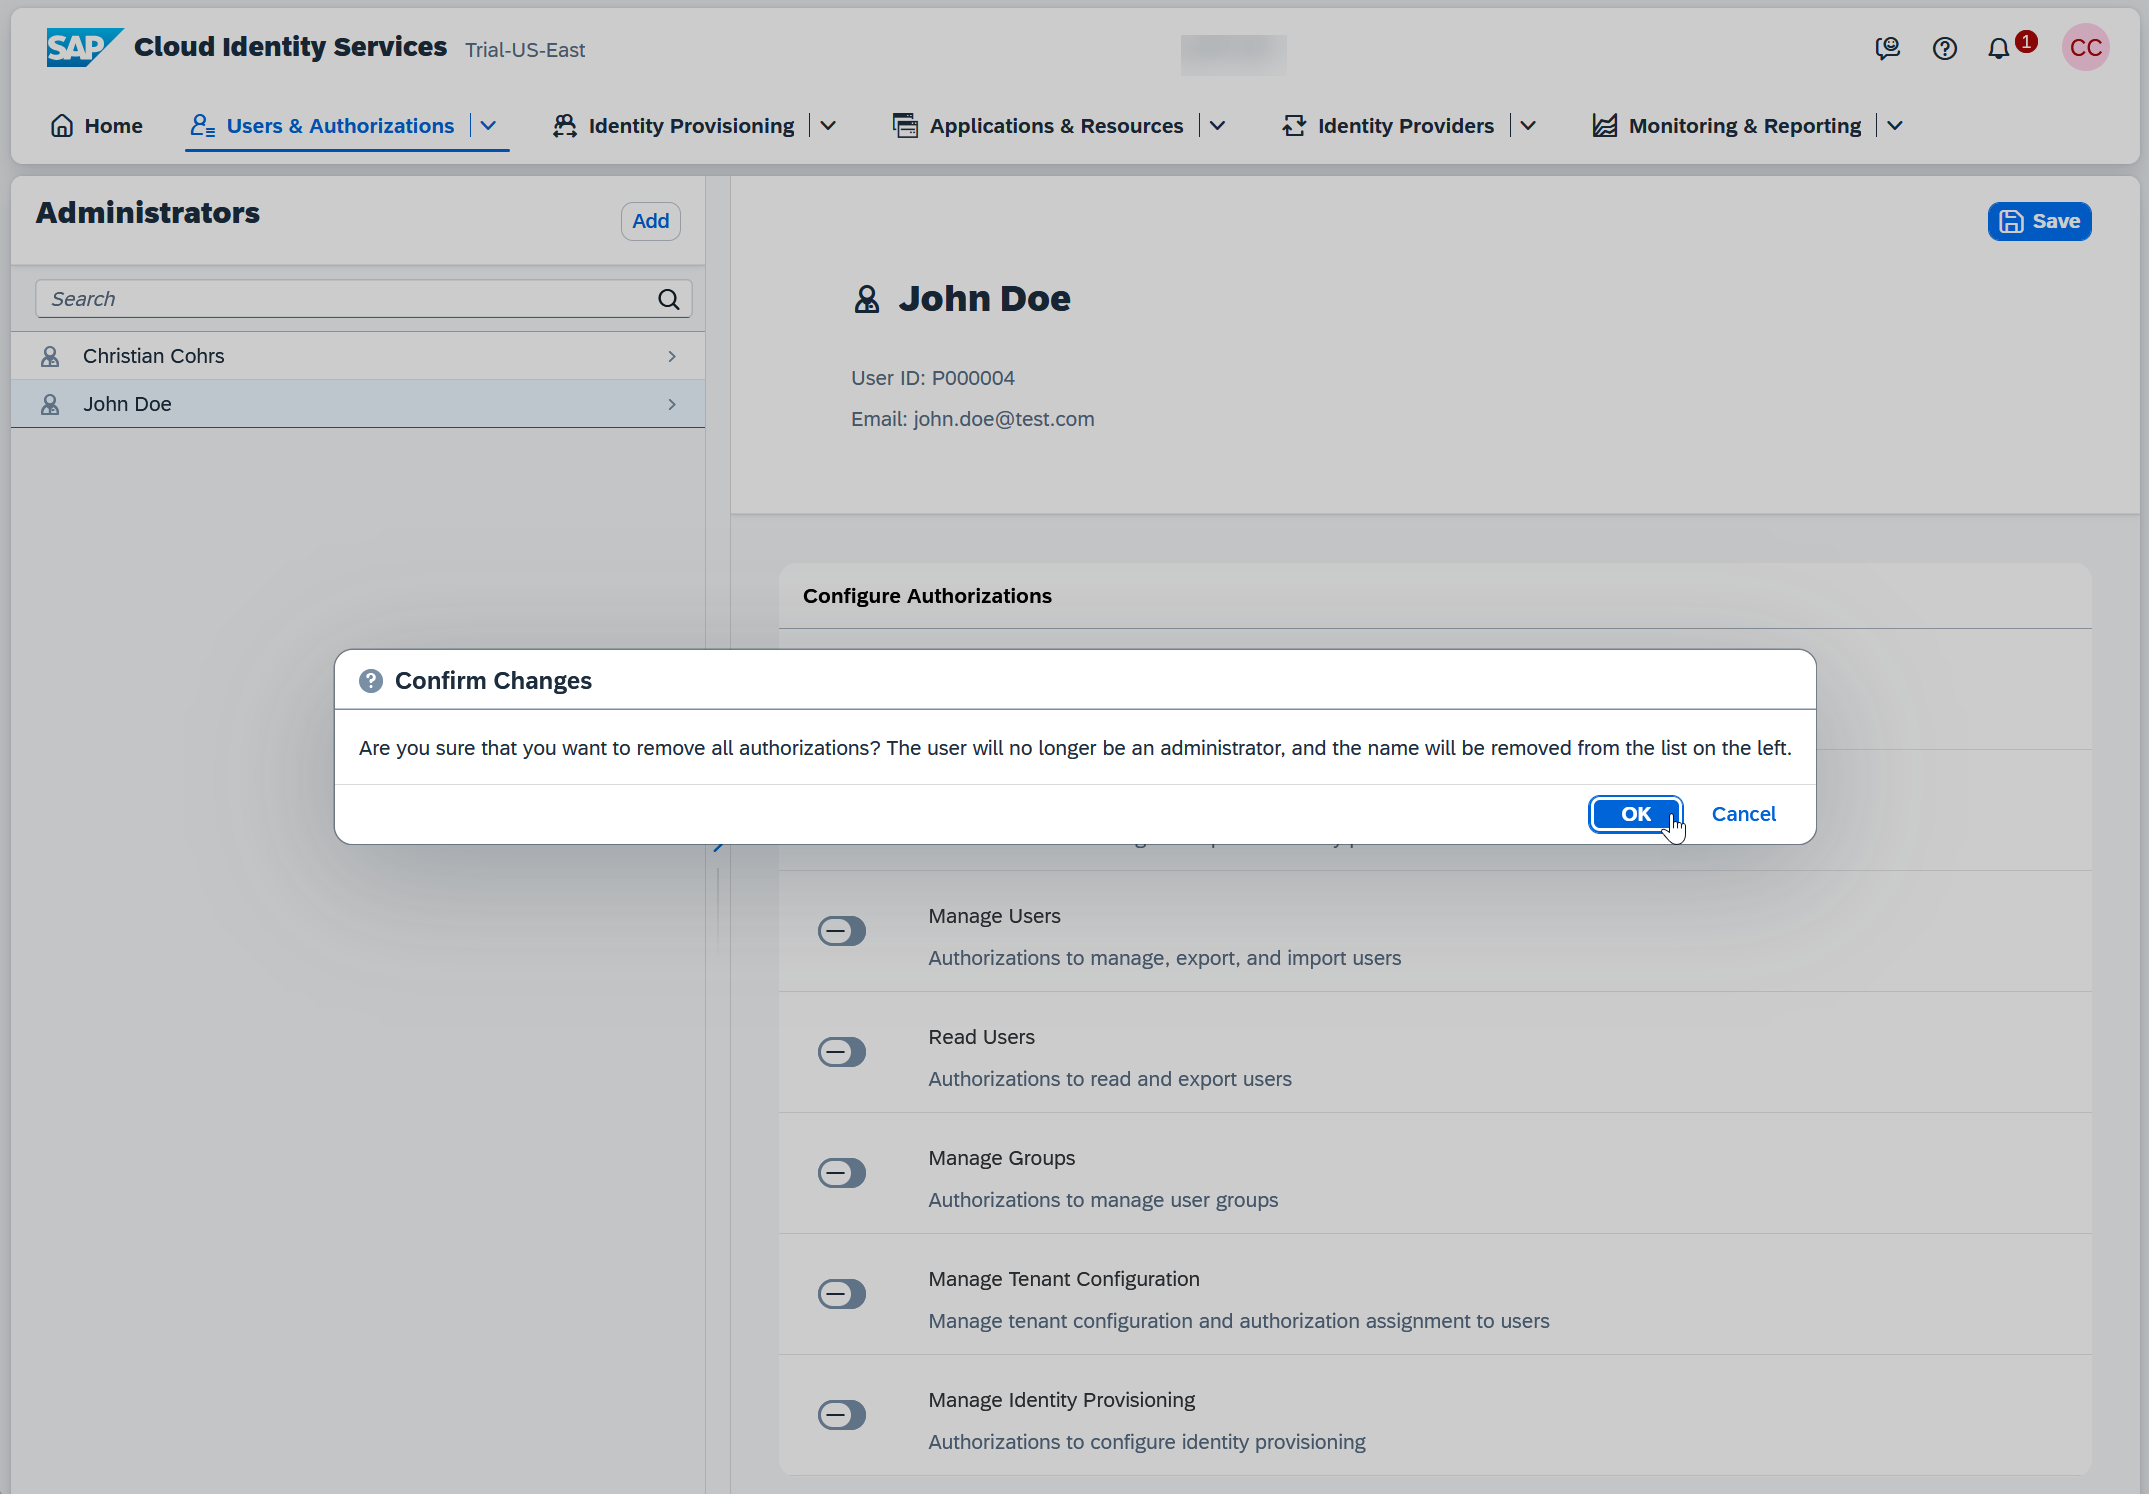 SAP Cloud Identity Services Trial-US-East
1
CC
Home
Users & Authorizations
Identity Provisioning
Applications & Resources
Identity Providers
Monitoring & Reporting
Administrators
Add
Search
Christian Cohrs
John Doe
Save
John Doe
User ID: P000004
Email: john.doe@test.com
Configure Authorizations
Confirm Changes
Are you sure that you want to remove all authorizations? The user will no longer be an administrator, and the name will be removed from the list on the left.
OK
Cancel
Manage Users
Authorizations to manage, export, and import users
Read Users
Authorizations to read and export users
Manage Groups
Authorizations to manage user groups
Manage Tenant Configuration
Manage tenant configuration and authorization assignment to users
Manage Identity Provisioning
Authorizations to configure identity provisioning